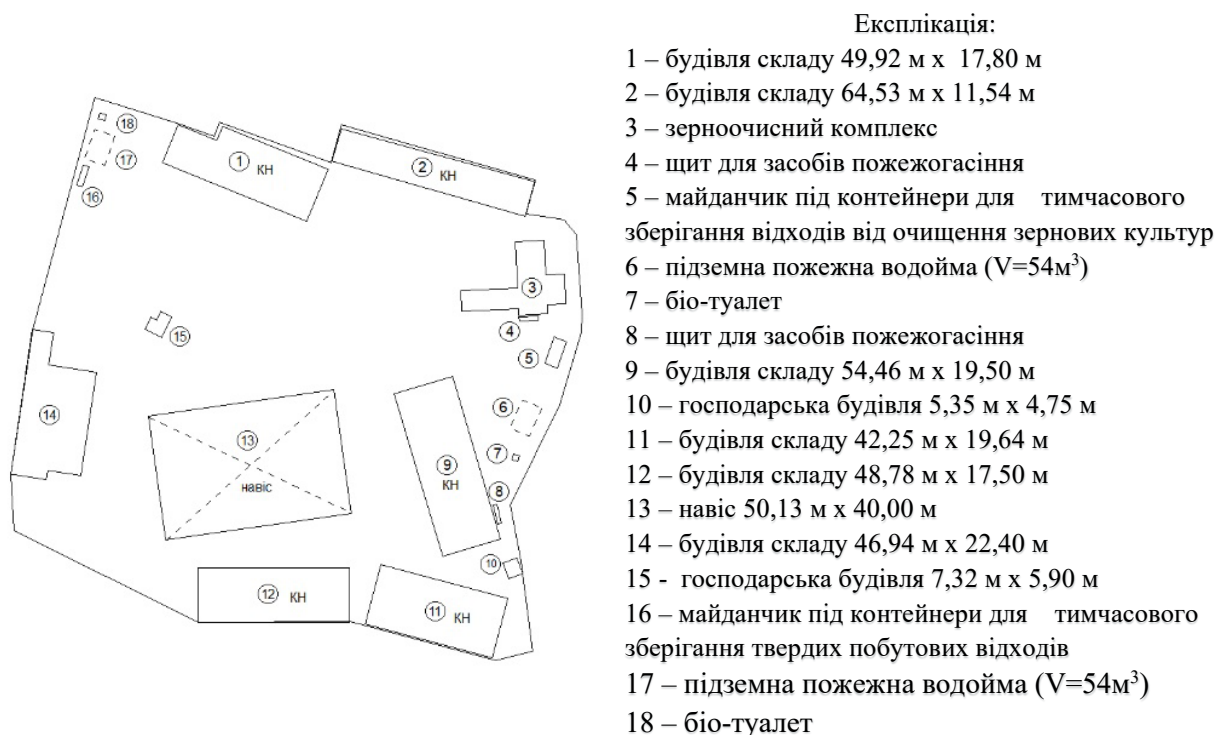 Експлікація:
1 – будівля складу 49,92 м х 17,80 м
2 – будівля складу 64,53 м х 11,54 м
3 – зерноочисний комплекс
4 – щит для засобів пожежогасіння
5 – майданчик під контейнери для тимчасового
зберігання відходів від очищення зернових культур
6 – підземна пожежна водойма (V=54м³)
7 – біо-туалет
8 – щит для засобів пожежогасіння
9 – будівля складу 54,46 м х 19,50 м
10 – господарська будівля 5,35 м х 4,75 м
11 – будівля складу 42,25 м х 19,64 м
12 – будівля складу 48,78 м х 17,50 м
13 – навіс 50,13 м х 40,00 м
14 – будівля складу 46,94 м х 22,40 м
15 - господарська будівля 7,32 м х 5,90 м
16 – майданчик під контейнери для тимчасового
зберігання твердих побутових відходів
17 – підземна пожежна водойма (V=54м³)
18 – біо-туалет
18
17
16
1 КН
2 КН
3
4
5
15
14
13
навіс
6
7
8
9
КН
10
11 КН
12 КН